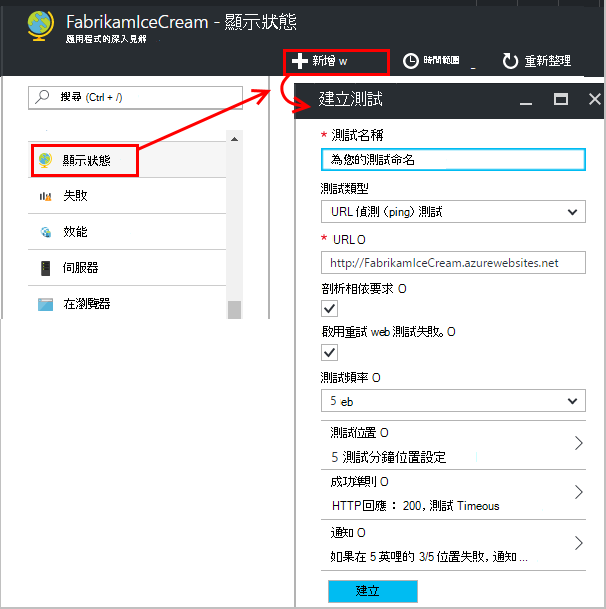 FabrikamIceCream - 顯示狀態
應用程式的深入見解
新增 w
時間範圍
重新整理
搜尋 (Ctrl + /)
顯示狀態
失敗
效能
伺服器
在瀏覽器
建立測試
* 測試名稱
為您的測試命名
測試類型
URL 偵測 (ping) 測試
* URL O
http://FabrikamIceCream.azurewebsites.net
剖析相依要求 O
啟用重試 web 測試失敗。O
測試頻率 O
5 eb
測試位置 O
5 測試分鐘位置設定
成功準則 O
HTTP回應： 200, 測試 Timeous
通知 O
如果在 5 英哩的 3/5 位置失敗，通知 ...
建立